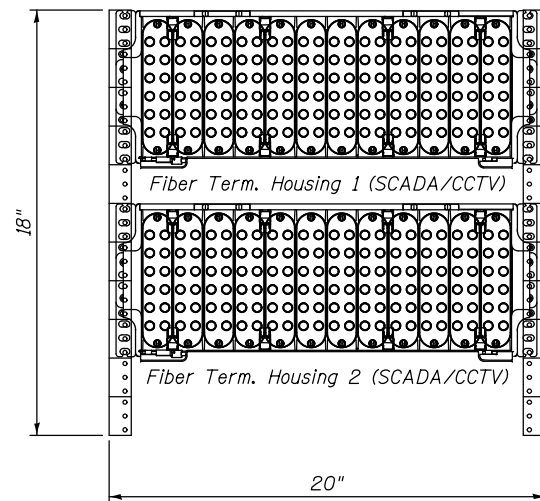 Fiber Term. Housing 1 (SCADA/CCTV)
18"
Fiber Term. Housing 2 (SCADA/CCTV)
20"